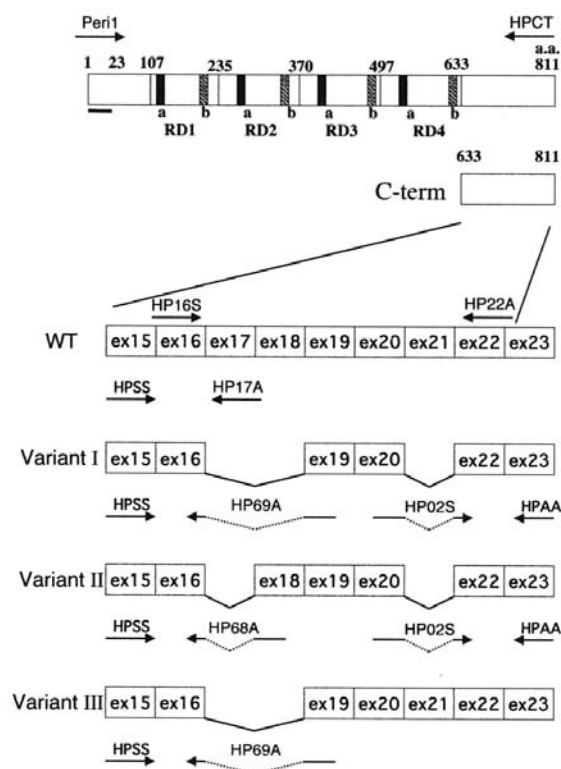 Peri1 HPCT
a.a.
1 23 107 235 370 497 633 811
a b a b a b a b
RD1 RD2 RD3 RD4
633 811
C-term
HP16S HP22A
WT ex15 ex16 ex17 ex18 ex19 ex20 ex21 ex22 ex23
HPSS HP17A
Variant I ex15 ex16 ex19 ex20 ex22 ex23
HPSS HP69A HP02S HPAA
Variant II ex15 ex16 ex18 ex19 ex20 ex22 ex23
HPSS HP68A HP02S HPAA
Variant III ex15 ex16 ex19 ex20 ex21 ex22 ex23
HPSS HP69A